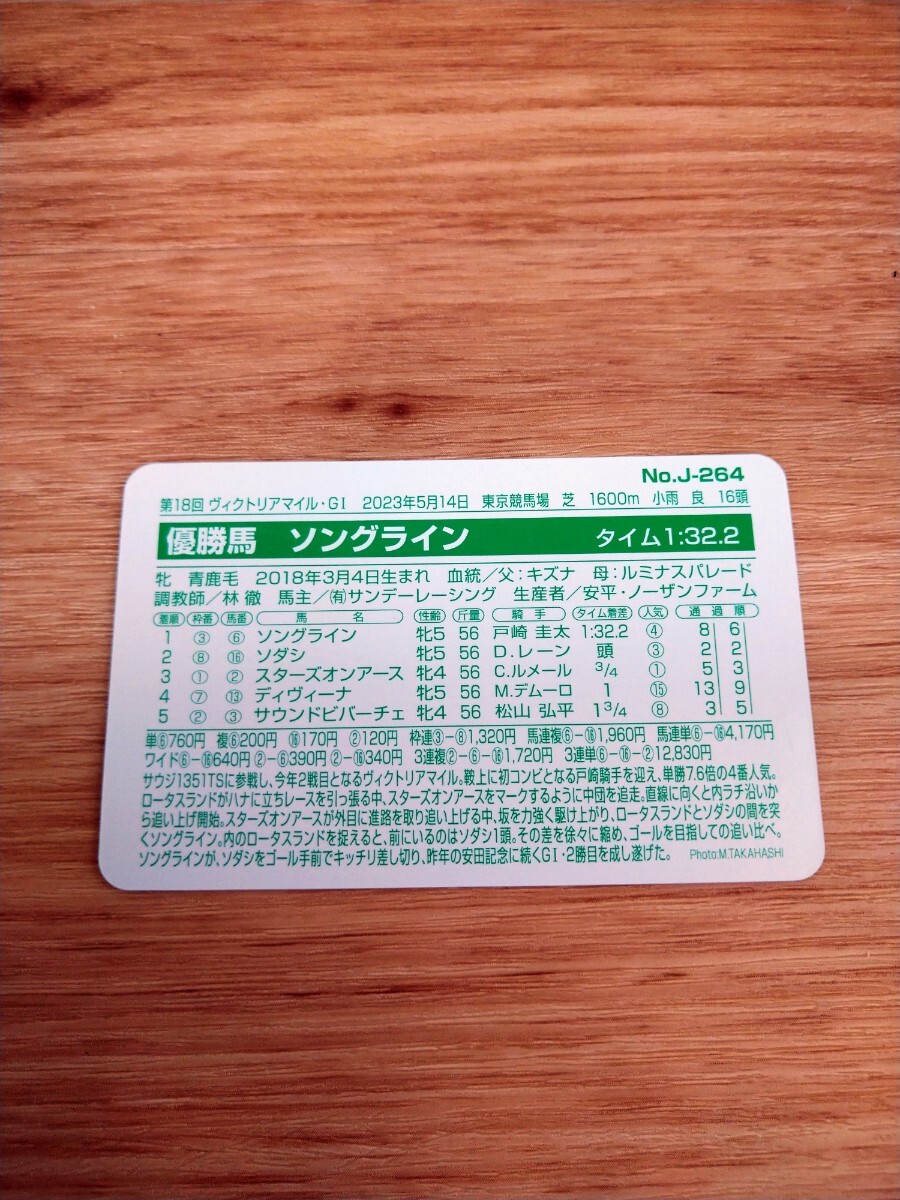 No.J-264
第18回 ヴィクトリアマイル・GI 2023年5月14日 東京競馬場 芝 1600m 小雨 良 16頭
優勝馬 ソングライン タイム1:32.2
牝 青鹿毛 2018年3月4日生まれ 血統/父:キズナ 母:ルミナスパレード
調教師/林 徹 馬主/㈲サンデーレーシング 生産者/安平・ノーザンファーム
着順 枠番 馬番 馬名 性齢 斤量 騎手 タイム着差 人気 通過順
1 ③ ⑥ ソングライン 牝5 56 戸崎 圭太 1:32.2 ④ 8 6
2 ⑧ ⑯ ソダシ 牝5 56 D.レーン 頭 ③ 2 2
3 ① ② スターズオンアース 牝4 56 C.ルメール 3/4 ① 5 3
4 ⑦ ⑬ ディヴィーナ 牝5 56 M.デムーロ 1 ⑮ 13 9
5 ② ③ サウンドビバーチェ 牝4 56 松山 弘平 1 3/4 ⑧ 3 5
単⑥760円 複⑥200円 ⑯170円 ②120円 枠連③-⑧1,320円 馬連複⑥-⑯1,960円 馬連単⑥-⑯4,170円
ワイド⑥-⑯640円 ②-⑥390円 ②-⑯340円 3連複②-⑥-⑯1,720円 3連単⑥-⑯-②12,830円
サウジ1351TSに参戦し、今年2戦目となるヴィクトリアマイル。鞍上に初コンビとなる戸崎騎手を迎え、単勝7.6倍の4番人気。
ロータスランドがハナに立ちレースを引っ張る中、スターズオンアースをマークするように中団を追走。直線に向くと内ラチ沿いか
ら追い上げ開始。スターズオンアースが外目に進路を取り追い上げる中、坂を力強く駆け上がり、ロータスランドとソダシの間を突
くソングライン。内のロータスランドを捉えると、前にいるのはソダシ1頭。その差を徐々に縮め、ゴールを目指しての追い比べ。
ソングラインが、ソダシをゴール手前でキッチリ差し切り、昨年の安田記念に続くGI・2勝目を成し遂げた。 Photo:M.TAKAHASHI